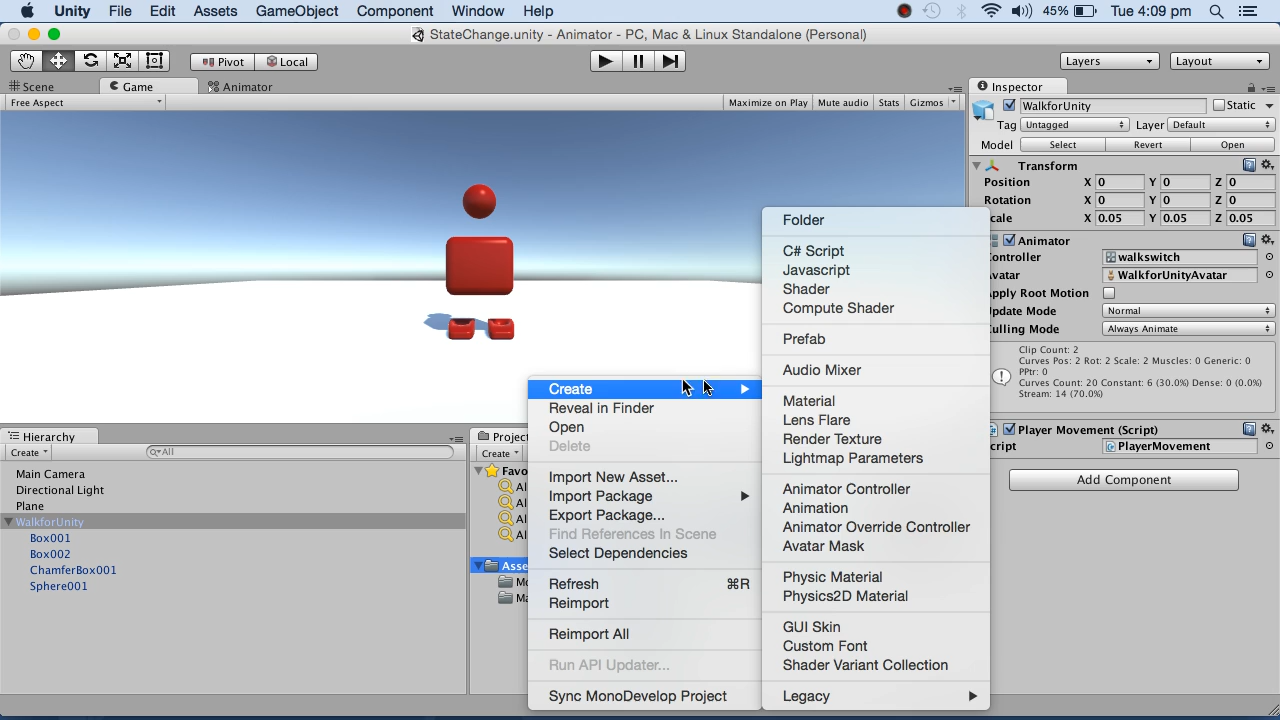 Unity File Edit Assets GameObject Component Window Help 45% Tue 4:09 pm
StateChange.unity - Animator - PC, Mac & Linux Standalone (Personal)
Pivot Local Layers Layout
Scene Game Animator Inspector
Free Aspect Maximize on Play Mute audio Stats Gizmos
WalkforUnity Static
Tag Untagged Layer Default
Model Select Revert Open
Transform
Position X 0 Y 0 Z 0
Rotation X 0 Y 0 Z 0
cale X 0.05 Y 0.05 Z 0.05
Animator
ontroller walkswitch
vatar WalkforUnityAvatar
pply Root Motion
pdate Mode Normal
ulling Mode Always Animate
Clip Count: 2
Curves Pos: 2 Rot: 2 Scale: 2 Muscles: 0 Generic: 0
PPtr: 0
Curves Count: 20 Constant: 6 (30.0%) Dense: 0 (0.0%)
Stream: 14 (70.0%)
Player Movement (Script)
cript PlayerMovement
Add Component
Hierarchy
Create All
Main Camera
Directional Light
Plane
WalkforUnity
Box001
Box002
ChamferBox001
Sphere001
Project
Create
Favo
Al
Al
Al
Al
Asse
Mo
Ma
Create
Reveal in Finder
Open
Delete
Import New Asset...
Import Package
Export Package...
Find References In Scene
Select Dependencies
Refresh ⌘R
Reimport
Reimport All
Run API Updater...
Sync MonoDevelop Project
Folder
C# Script
Javascript
Shader
Compute Shader
Prefab
Audio Mixer
Material
Lens Flare
Render Texture
Lightmap Parameters
Animator Controller
Animation
Animator Override Controller
Avatar Mask
Physic Material
Physics2D Material
GUI Skin
Custom Font
Shader Variant Collection
Legacy